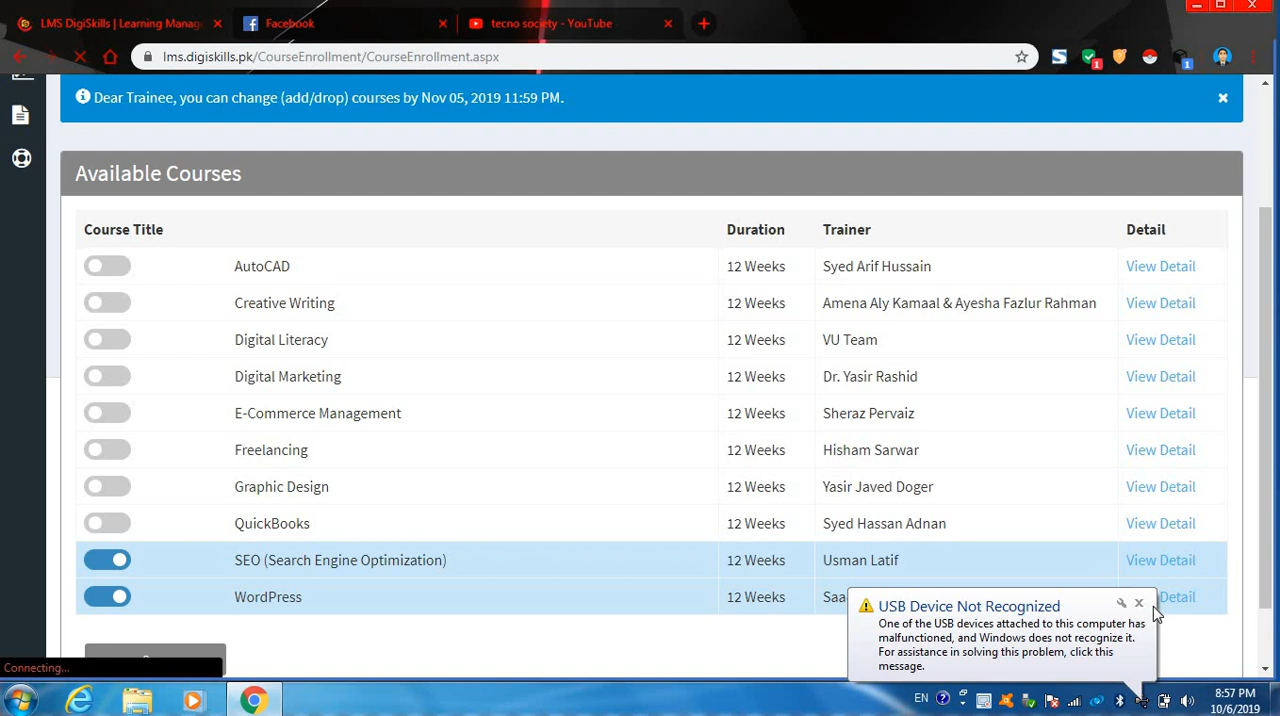 LMS DigiSkills | Learning Manag
Facebook
tecno society - YouTube
lms.digiskills.pk/CourseEnrollment/CourseEnrollment.aspx
1
1
Dear Trainee, you can change (add/drop) courses by Nov 05, 2019 11:59 PM.
Available Courses
Course Title Duration Trainer Detail
AutoCAD 12 Weeks Syed Arif Hussain View Detail
Creative Writing 12 Weeks Amena Aly Kamaal & Ayesha Fazlur Rahman View Detail
Digital Literacy 12 Weeks VU Team View Detail
Digital Marketing 12 Weeks Dr. Yasir Rashid View Detail
E-Commerce Management 12 Weeks Sheraz Pervaiz View Detail
Freelancing 12 Weeks Hisham Sarwar View Detail
Graphic Design 12 Weeks Yasir Javed Doger View Detail
QuickBooks 12 Weeks Syed Hassan Adnan View Detail
SEO (Search Engine Optimization) 12 Weeks Usman Latif View Detail
WordPress 12 Weeks Saa Detail
USB Device Not Recognized
One of the USB devices attached to this computer has
malfunctioned, and Windows does not recognize it.
For assistance in solving this problem, click this
message.
Connecting...
EN
8:57 PM
10/6/2019